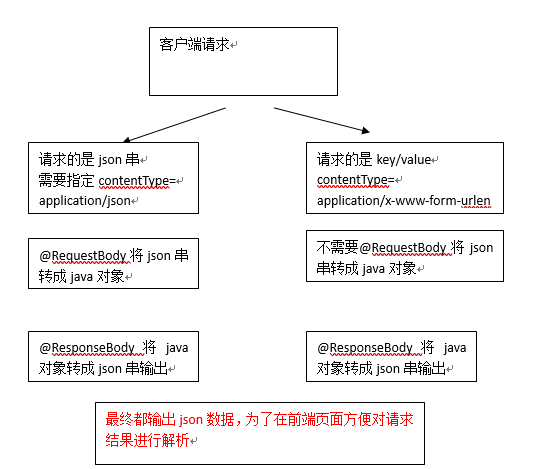 客户端请求
请求的是 json 串
需要指定 contentType=
application/json
请求的是 key/value
contentType=
application/x-www-form-urlen
@RequestBody 将 json 串
转成 java 对象
不需要@RequestBody 将 json
串转成 java 对象
@ResponseBody 将 java
对象转成 json 串输出
@ResponseBody 将 java
对象转成 json 串输出
最终都输出 json 数据，为了在前端页面方便对请求
结果进行解析